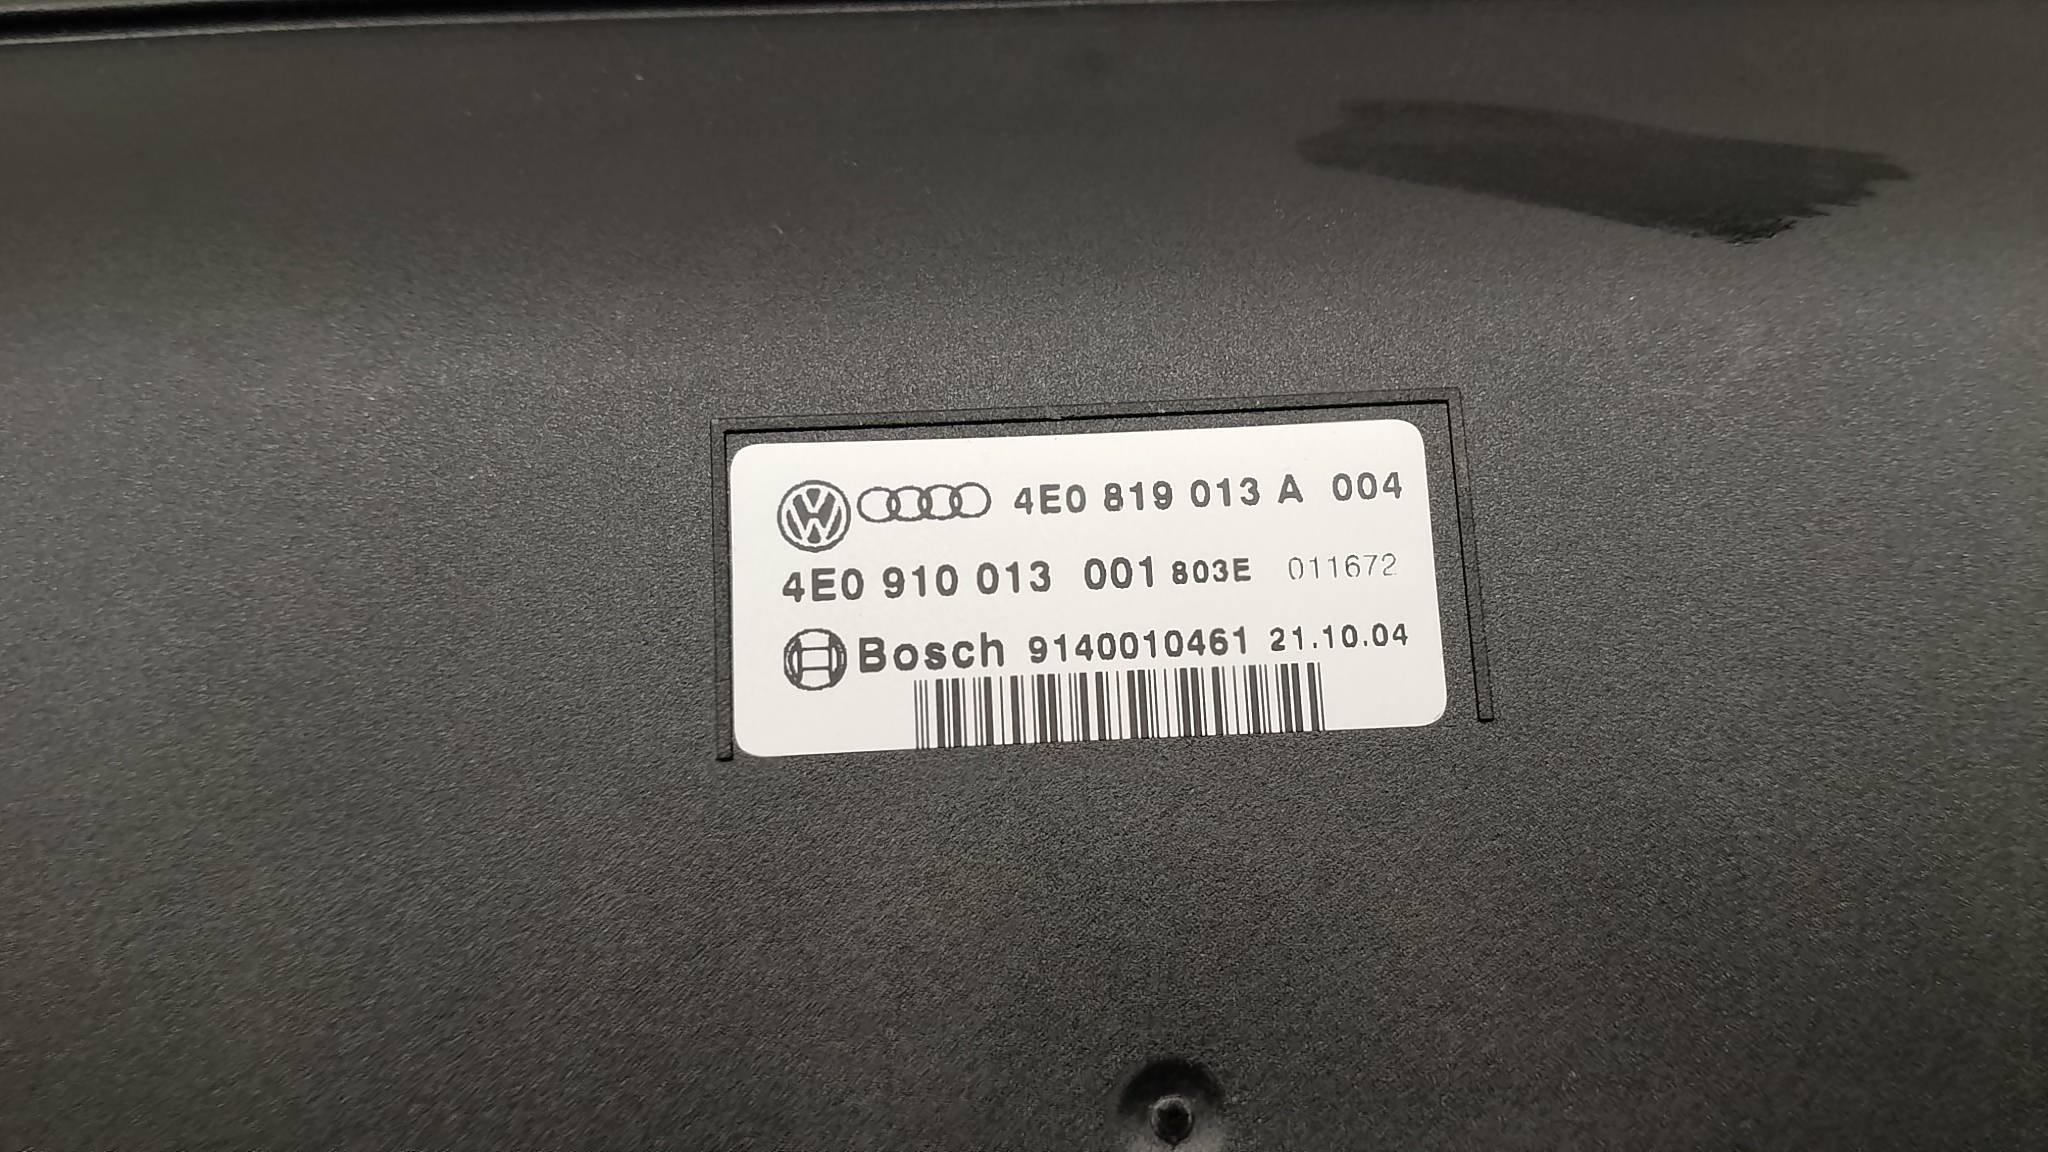 4E0 819 013 A 004
4E0 910 013 001 803E 011672
Bosch 9140010461 21.10.04